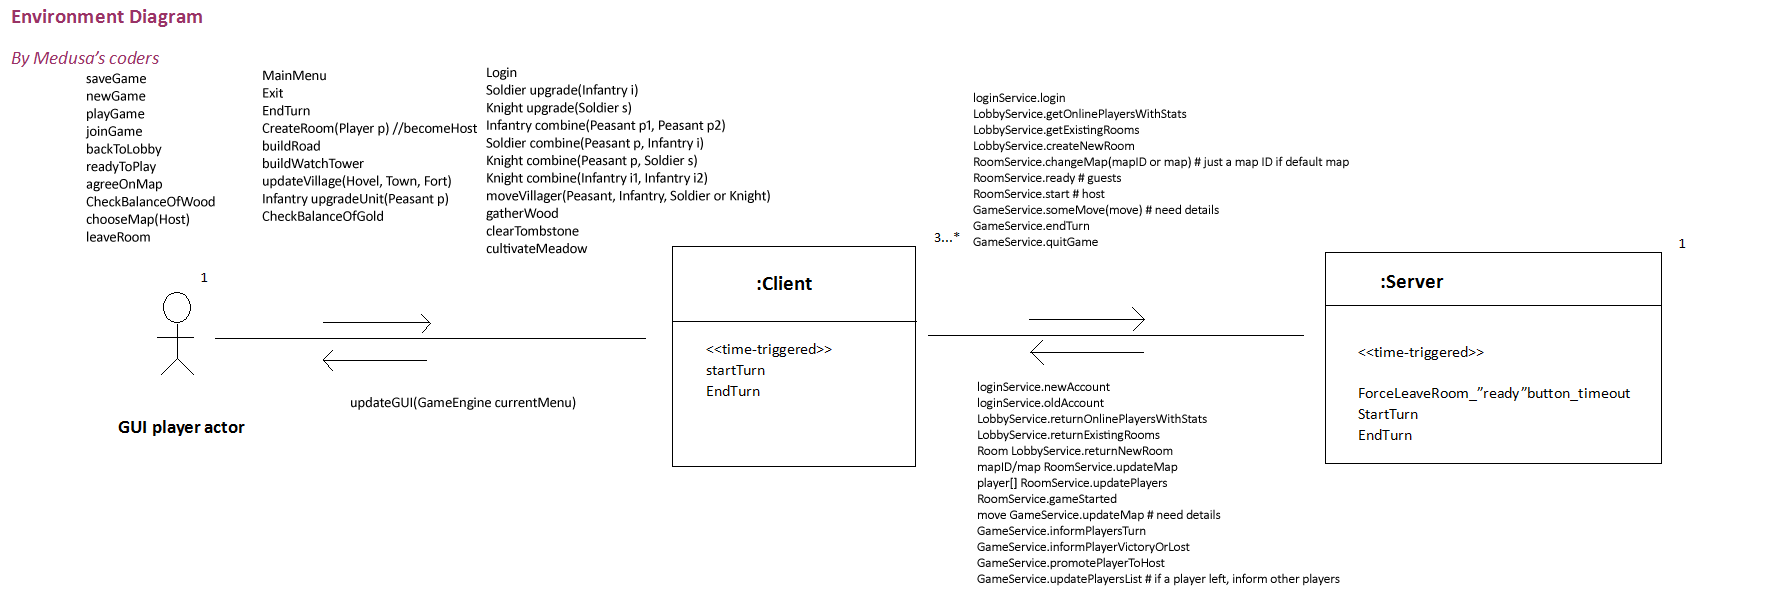 Environment Diagram
By Medusa's coders
saveGame
newGame
playGame
joinGame
backToLobby
readyToPlay
agreeOnMap
CheckBalanceOfWood
chooseMap(Host)
leaveRoom
MainMenu
Exit
EndTurn
CreateRoom(Player p) //becomeHost
buildRoad
buildWatchTower
updateVillage(Hovel, Town, Fort)
Infantry upgradeUnit(Peasant p)
CheckBalanceOfGold
Login
Soldier upgrade(Infantry i)
Knight upgrade(Soldier s)
Infantry combine(Peasant p1, Peasant p2)
Soldier combine(Peasant p, Infantry i)
Knight combine(Peasant p, Soldier s)
Knight combine(Infantry i1, Infantry i2)
moveVillager(Peasant, Infantry, Soldier or Knight)
gatherWood
clearTombstone
cultivateMeadow
loginService.login
LobbyService.getOnlinePlayersWithStats
LobbyService.getExistingRooms
LobbyService.createNewRoom
RoomService.changeMap(mapID or map) # just a map ID if default map
RoomService.ready # guests
RoomService.start # host
GameService.someMove(move) # need details
GameService.endTurn
GameService.quitGame
1
3...*
1
:Client
<<time-triggered>>
startTurn
EndTurn
:Server
<<time-triggered>>
ForceLeaveRoom_”ready”button_timeout
StartTurn
EndTurn
updateGUI(GameEngine currentMenu)
GUI player actor
loginService.newAccount
loginService.oldAccount
LobbyService.returnOnlinePlayersWithStats
LobbyService.returnExistingRooms
Room LobbyService.returnNewRoom
mapID/map RoomService.updateMap
player[] RoomService.updatePlayers
RoomService.gameStarted
move GameService.updateMap # need details
GameService.informPlayersTurn
GameService.informPlayerVictoryOrLost
GameService.promotePlayerToHost
GameService.updatePlayersList # if a player left, inform other players